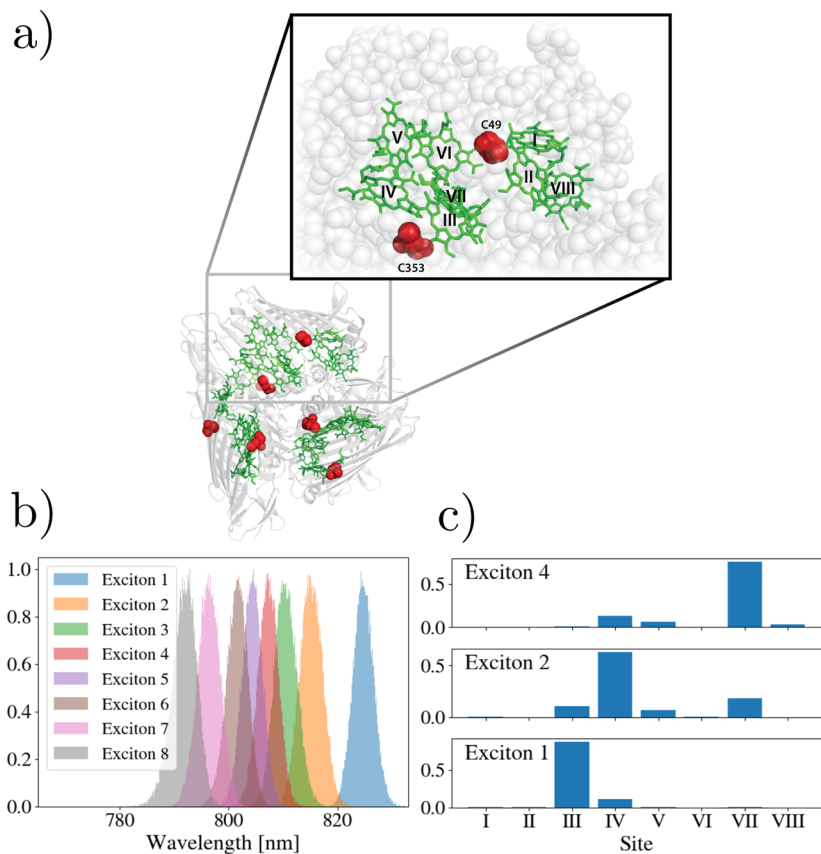 a)
C49
V
VI
I
II
VIII
IV
VII
III
C353
b)
1.0
0.8
0.6
0.4
0.2
0.0
Exciton 1
Exciton 2
Exciton 3
Exciton 4
Exciton 5
Exciton 6
Exciton 7
Exciton 8
780
800
820
Wavelength [nm]
c)
Exciton 4
0.5
0.0
Exciton 2
0.5
0.0
Exciton 1
0.5
0.0
I II III IV V VI VII VIII
Site